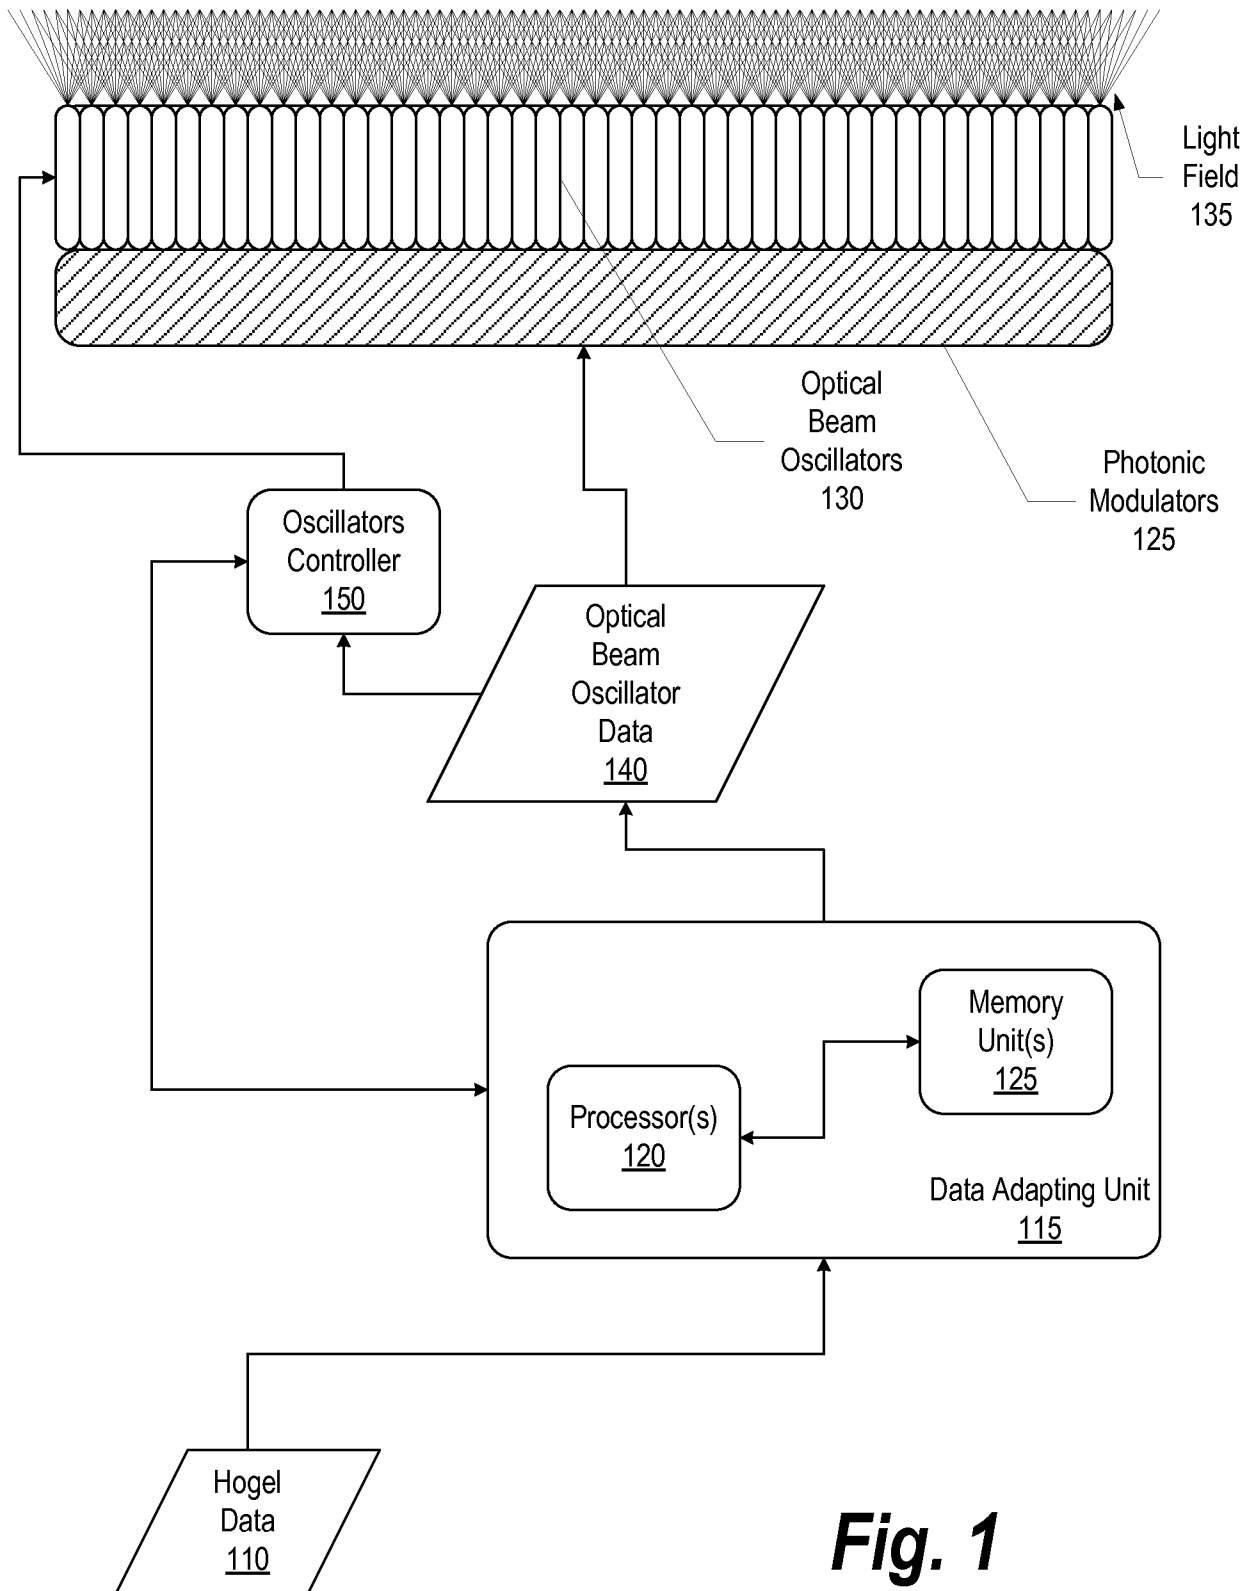 Light
Field
135
Optical
Beam
Oscillators
130
Photonic
Modulators
125
Oscillators
Controller
150
Optical
Beam
Oscillator
Data
140
Memory
Unit(s)
125
Processor(s)
120
Data Adapting Unit
115
Hogel
Data
110
Fig. 1